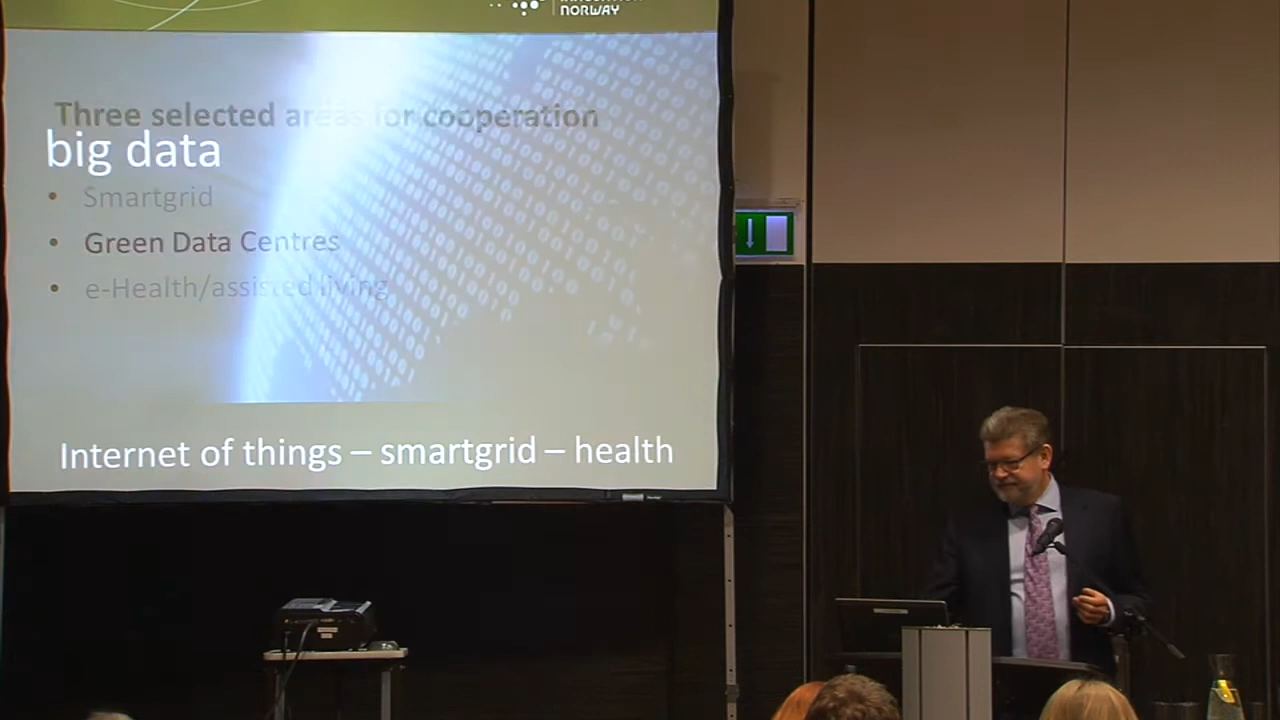 NORWAY
Three selected areas for cooperation
big data
• Smartgrid
• Green Data Centres
• e-Health/assisted living
Internet of things – smartgrid – health